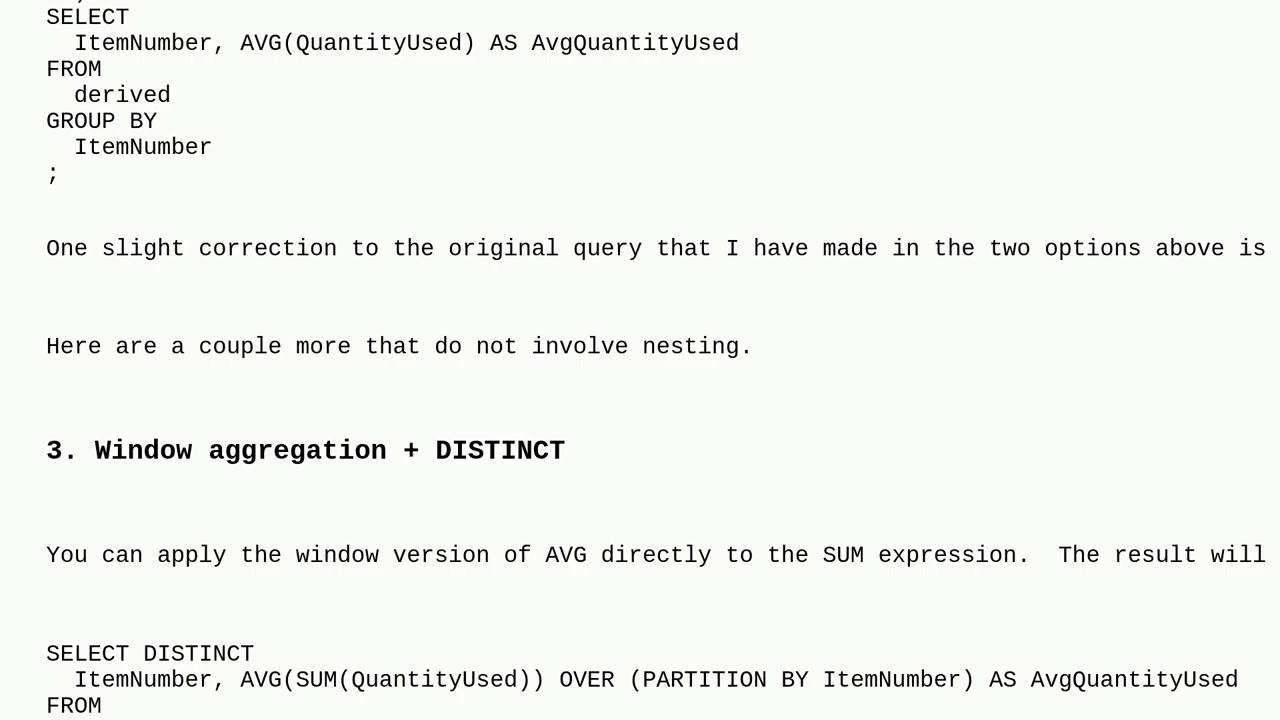 SELECT
  ItemNumber, AVG(QuantityUsed) AS AvgQuantityUsed
FROM
  derived
GROUP BY
  ItemNumber
;
One slight correction to the original query that I have made in the two options above is
Here are a couple more that do not involve nesting.
3. Window aggregation + DISTINCT
You can apply the window version of AVG directly to the SUM expression.  The result will
SELECT DISTINCT
  ItemNumber, AVG(SUM(QuantityUsed)) OVER (PARTITION BY ItemNumber) AS AvgQuantityUsed
FROM